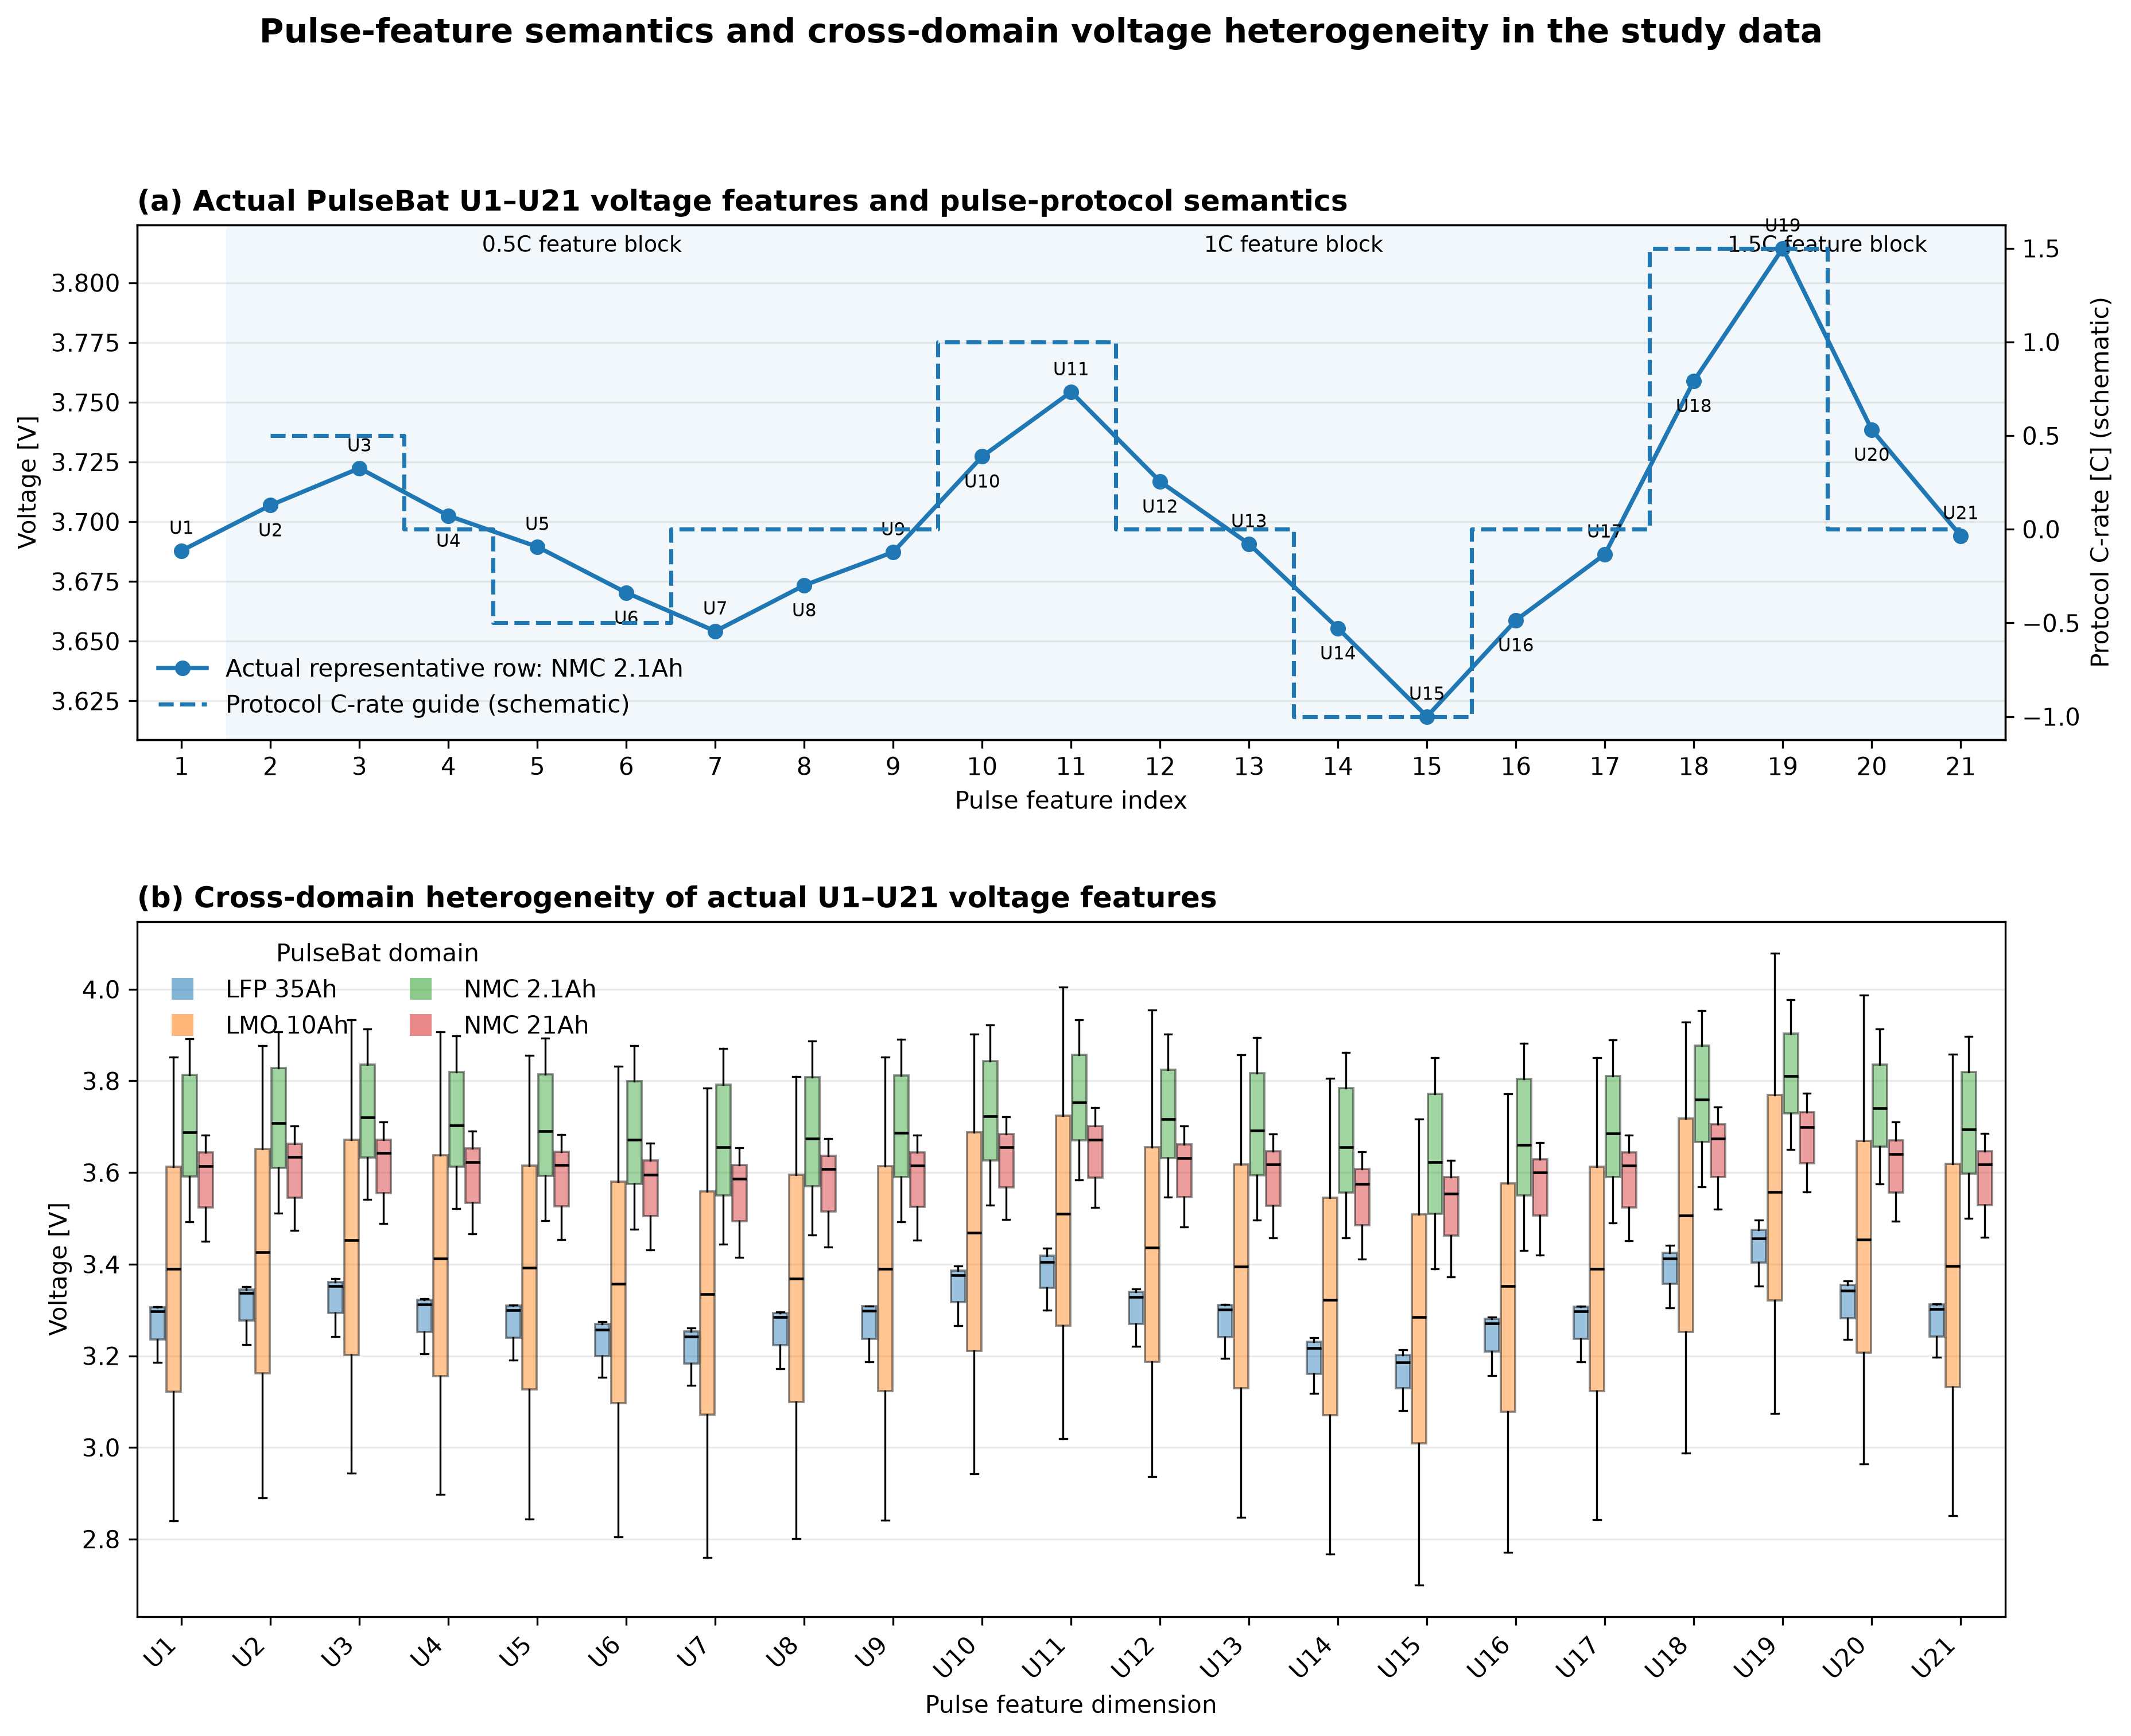 Pulse-feature semantics and cross-domain voltage heterogeneity in the study data
(a) Actual PulseBat U1–U21 voltage features and pulse-protocol semantics
0.5C feature block
1C feature block
1.5C feature block
3.800
3.775
3.750
3.725
3.700
3.675
3.650
3.625
Voltage [V]
1.5
1.0
0.5
0.0
−0.5
−1.0
Protocol C-rate [C] (schematic)
U1
U2
U3
U4
U5
U6
U7
U8
U9
U10
U11
U12
U13
U14
U15
U16
U17
U18
U19
U20
U21
Actual representative row: NMC 2.1Ah
Protocol C-rate guide (schematic)
1 2 3 4 5 6 7 8 9 10 11 12 13 14 15 16 17 18 19 20 21
Pulse feature index
(b) Cross-domain heterogeneity of actual U1–U21 voltage features
PulseBat domain
LFP 35Ah
LMO 10Ah
NMC 2.1Ah
NMC 21Ah
4.0
3.8
3.6
3.4
3.2
3.0
2.8
Voltage [V]
U1 U2 U3 U4 U5 U6 U7 U8 U9 U10 U11 U12 U13 U14 U15 U16 U17 U18 U19 U20 U21
Pulse feature dimension